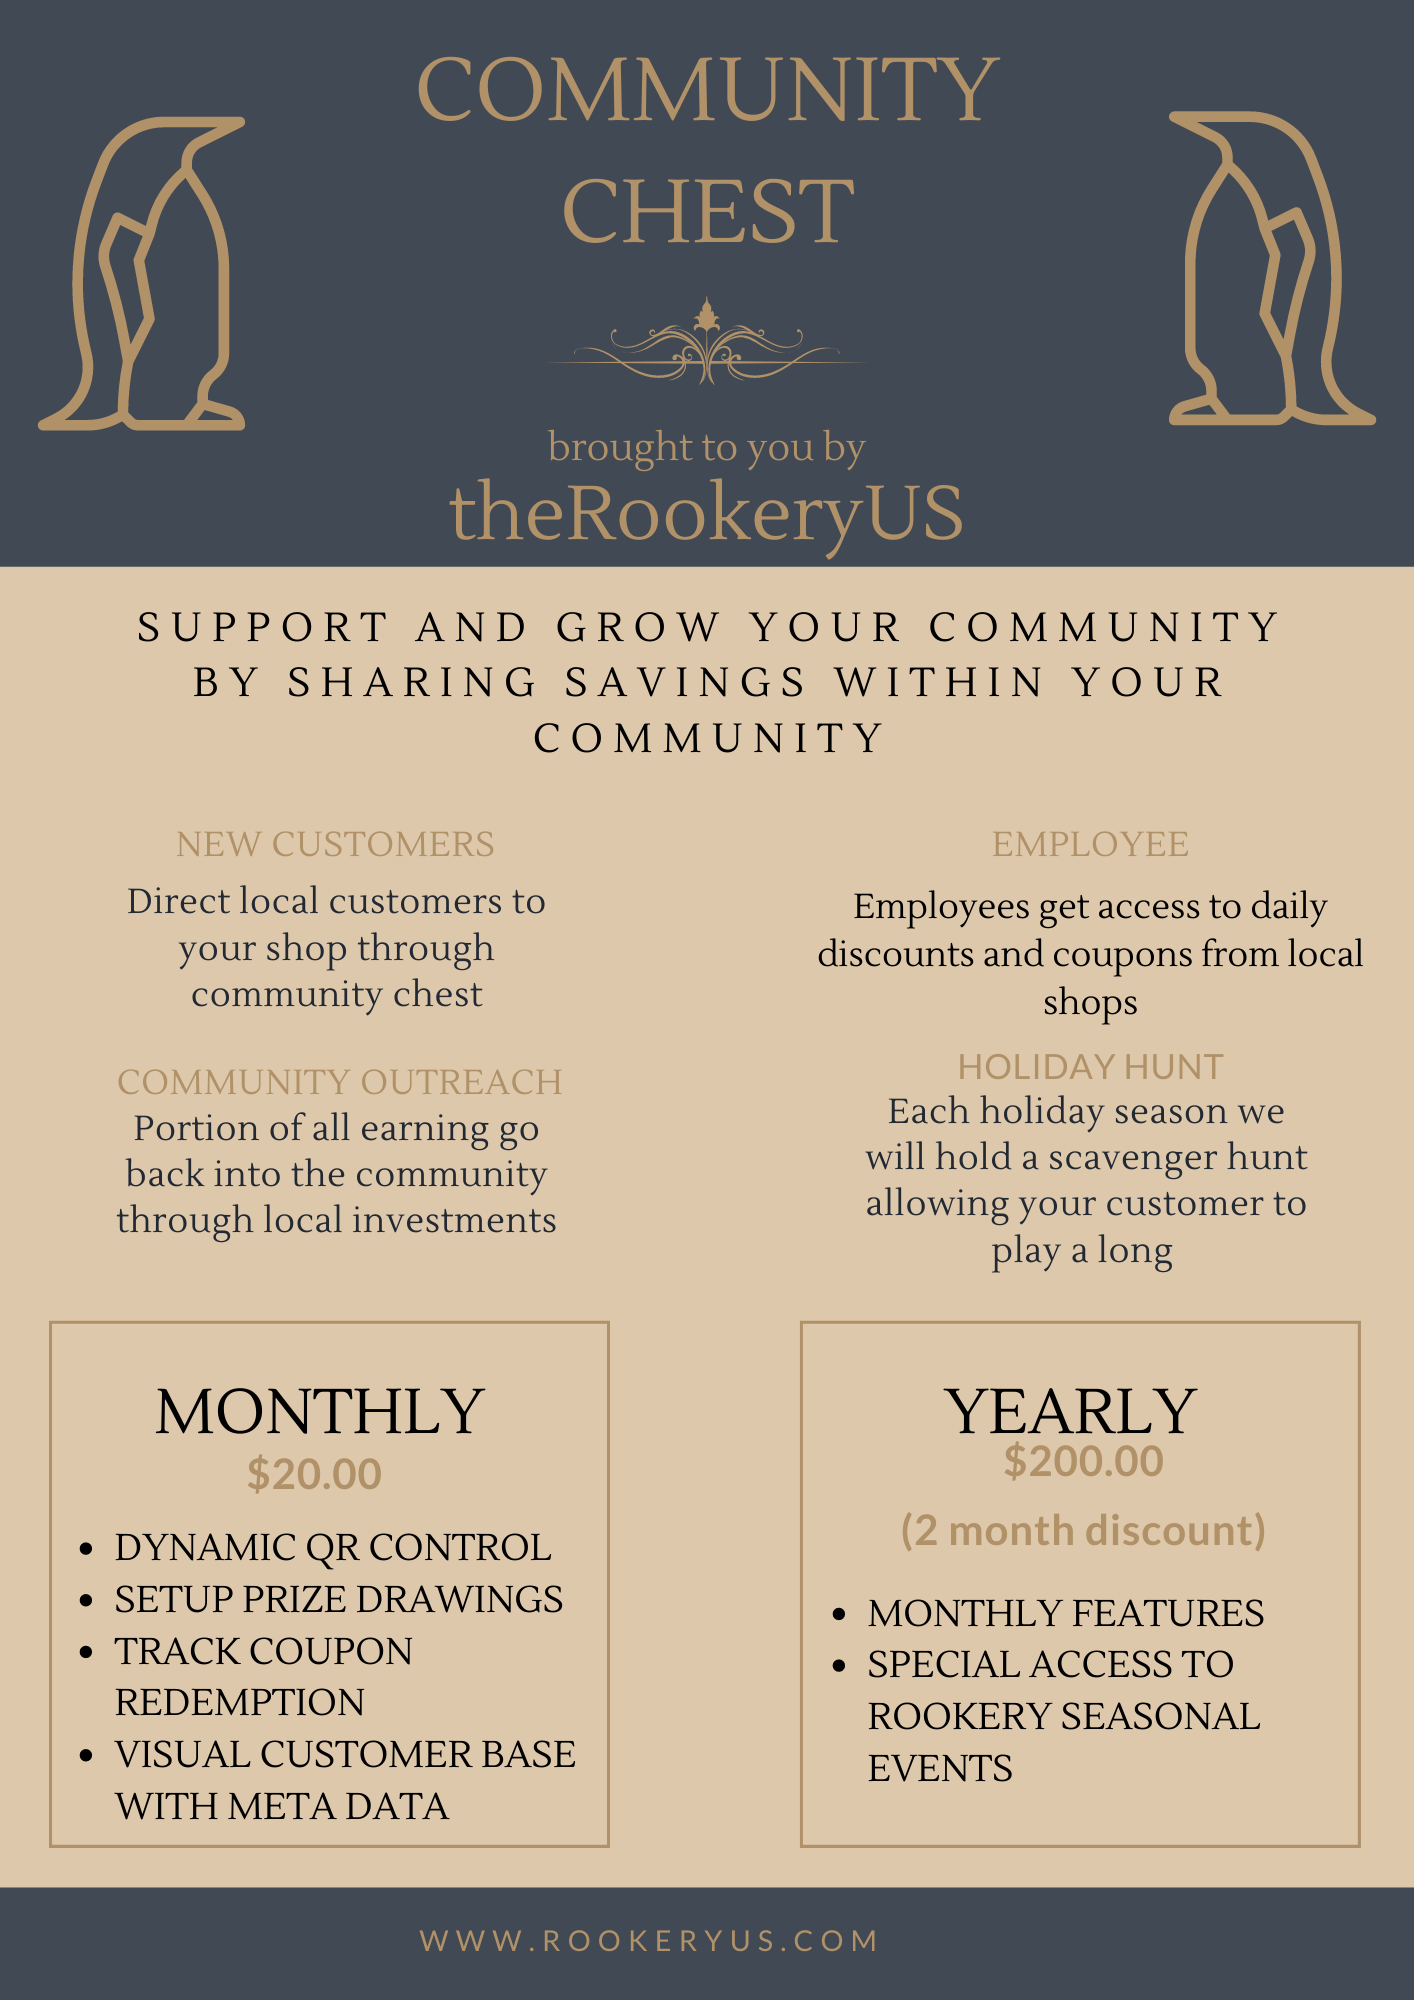 COMMUNITY
CHEST
brought to you by
theRookeryUS
SUPPORT AND GROW YOUR COMMUNITY
BY SHARING SAVINGS WITHIN YOUR
COMMUNITY
NEW CUSTOMERS
Direct local customers to
your shop through
community chest
COMMUNITY OUTREACH
Portion of all earning go
back into the community
through local investments
EMPLOYEE
Employees get access to daily
discounts and coupons from local
shops
HOLIDAY HUNT
Each holiday season we
will hold a scavenger hunt
allowing your customer to
play a long
MONTHLY
$20.00
• DYNAMIC QR CONTROL
• SETUP PRIZE DRAWINGS
• TRACK COUPON
REDEMPTION
• VISUAL CUSTOMER BASE
WITH META DATA
YEARLY
$200.00
(2 month discount)
• MONTHLY FEATURES
• SPECIAL ACCESS TO
ROOKERY SEASONAL
EVENTS
WWW.ROOKERYUS.COM